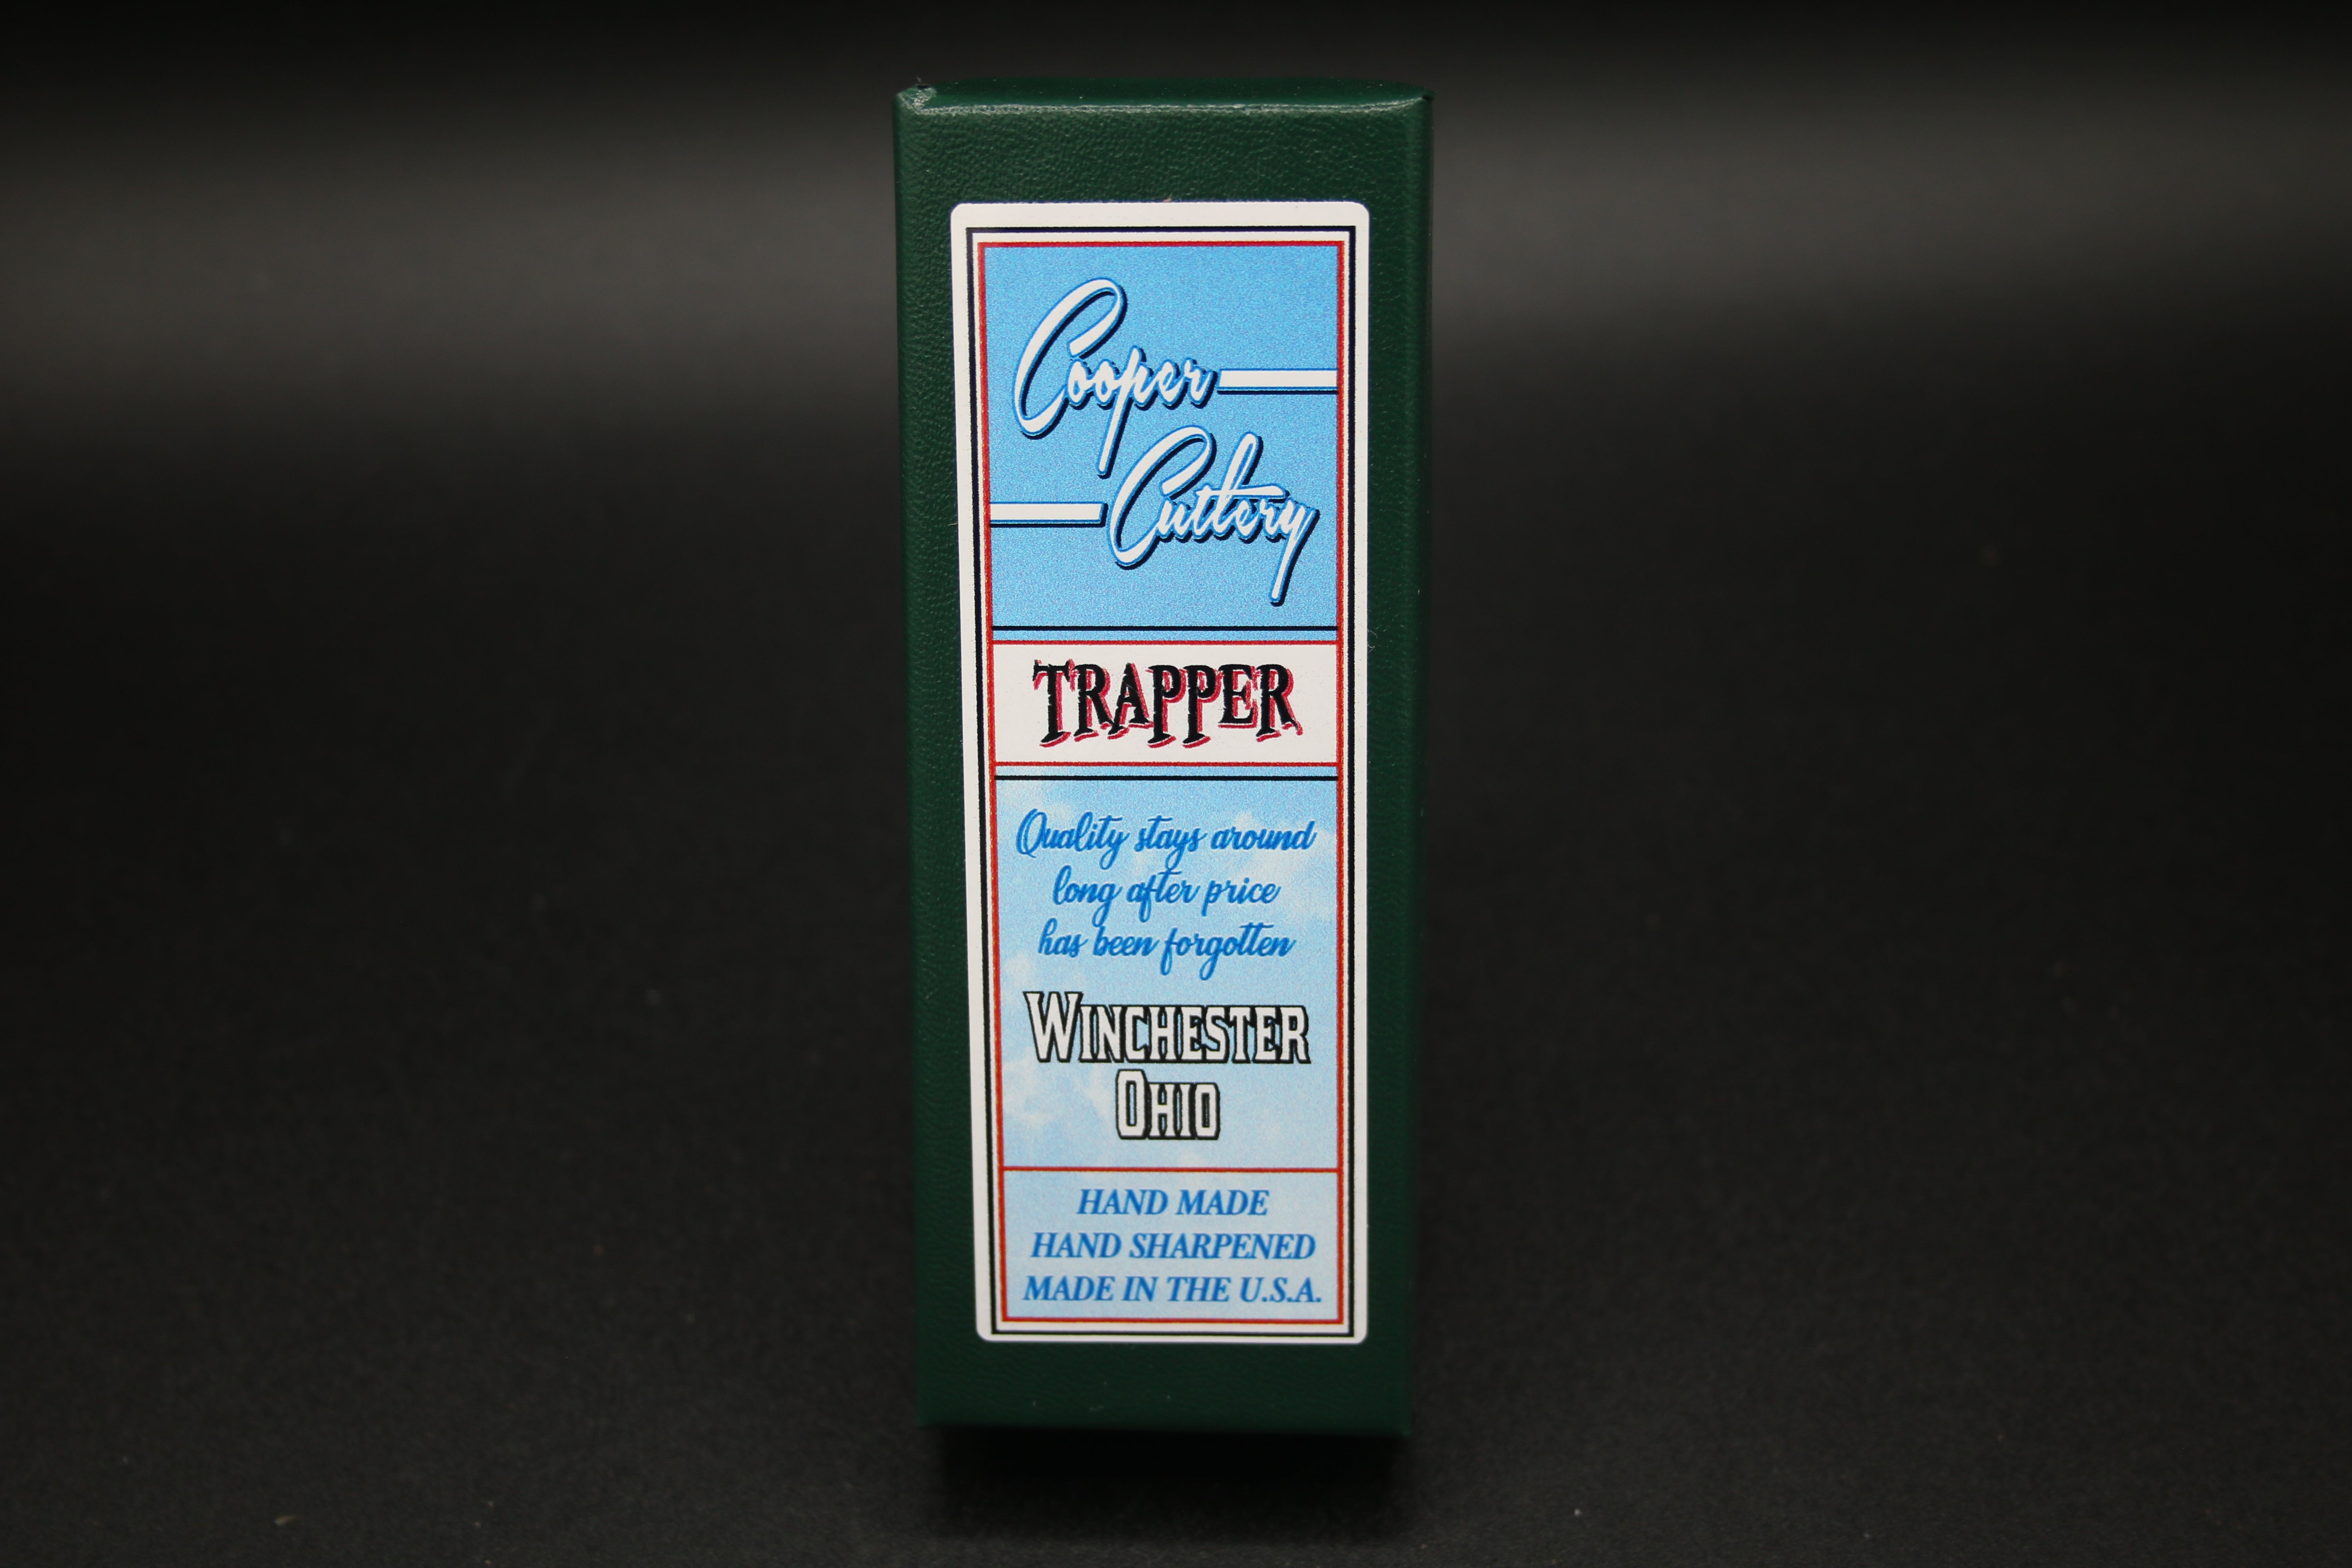 Cooper
Cutlery
TRAPPER
Quality stays around
long after price
has been forgotten
WINCHESTER
OHIO
HAND MADE
HAND SHARPENED
MADE IN THE U.S.A.